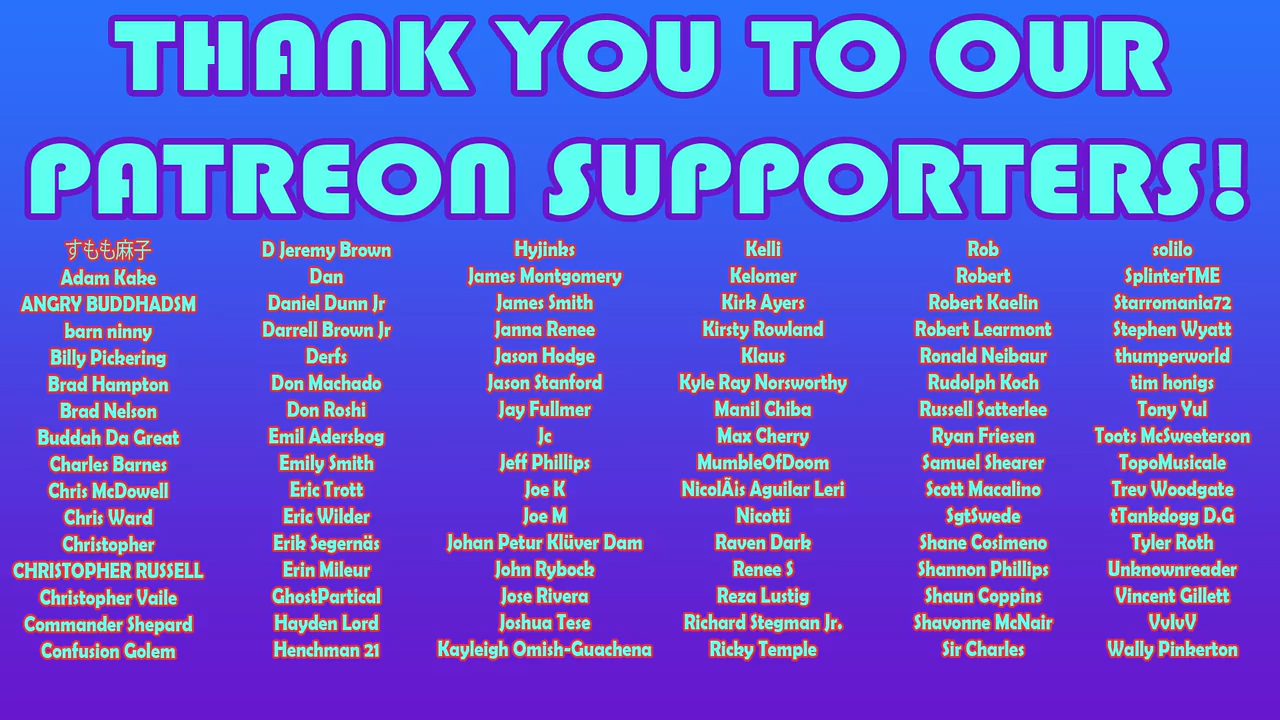 THANK YOU TO OUR
PATREON SUPPORTERS!
すもも麻子
Adam Kake
ANGRY BUDDHADSM
barn ninny
Billy Pickering
Brad Hampton
Brad Nelson
Buddah Da Great
Charles Barnes
Chris McDowell
Chris Ward
Christopher
CHRISTOPHER RUSSELL
Christopher Vaile
Commander Shepard
Confusion Golem
D Jeremy Brown
Dan
Daniel Dunn Jr
Darrell Brown Jr
Derfs
Don Machado
Don Roshi
Emil Aderskog
Emily Smith
Eric Trott
Eric Wilder
Erik Segernäs
Erin Mileur
GhostPartical
Hayden Lord
Henchman 21
Hyjinks
James Montgomery
James Smith
Janna Renee
Jason Hodge
Jason Stanford
Jay Fullmer
Jc
Jeff Phillips
Joe K
Joe M
Johan Petur Klüver Dam
John Rybock
Jose Rivera
Joshua Tese
Kayleigh Omish-Guachena
Kelli
Kelomer
Kirk Ayers
Kirsty Rowland
Klaus
Kyle Ray Norsworthy
Manil Chiba
Max Cherry
MumbleOfDoom
NicolÃis Aguilar Leri
Nicotti
Raven Dark
Renee S
Reza Lustig
Richard Stegman Jr.
Ricky Temple
Rob
Robert
Robert Kaelin
Robert Learmont
Ronald Neibaur
Rudolph Koch
Russell Satterlee
Ryan Friesen
Samuel Shearer
Scott Macalino
SgtSwede
Shane Cosimeno
Shannon Phillips
Shaun Coppins
Shavonne McNair
Sir Charles
solilo
SplinterTME
Starromania72
Stephen Wyatt
thumperworld
tim honigs
Tony Yul
Toots McSweeterson
TopoMusicale
Trev Woodgate
tTankdogg D.G
Tyler Roth
Unknownreader
Vincent Gillett
VvIvV
Wally Pinkerton